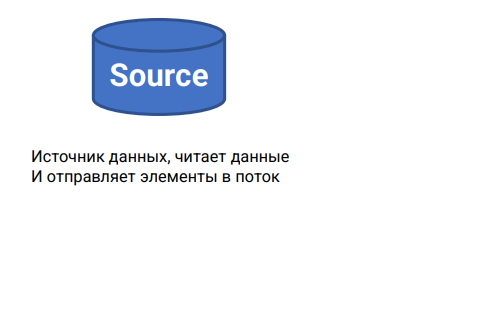 Source
Источник данных, читает данные
И отправляет элементы в поток